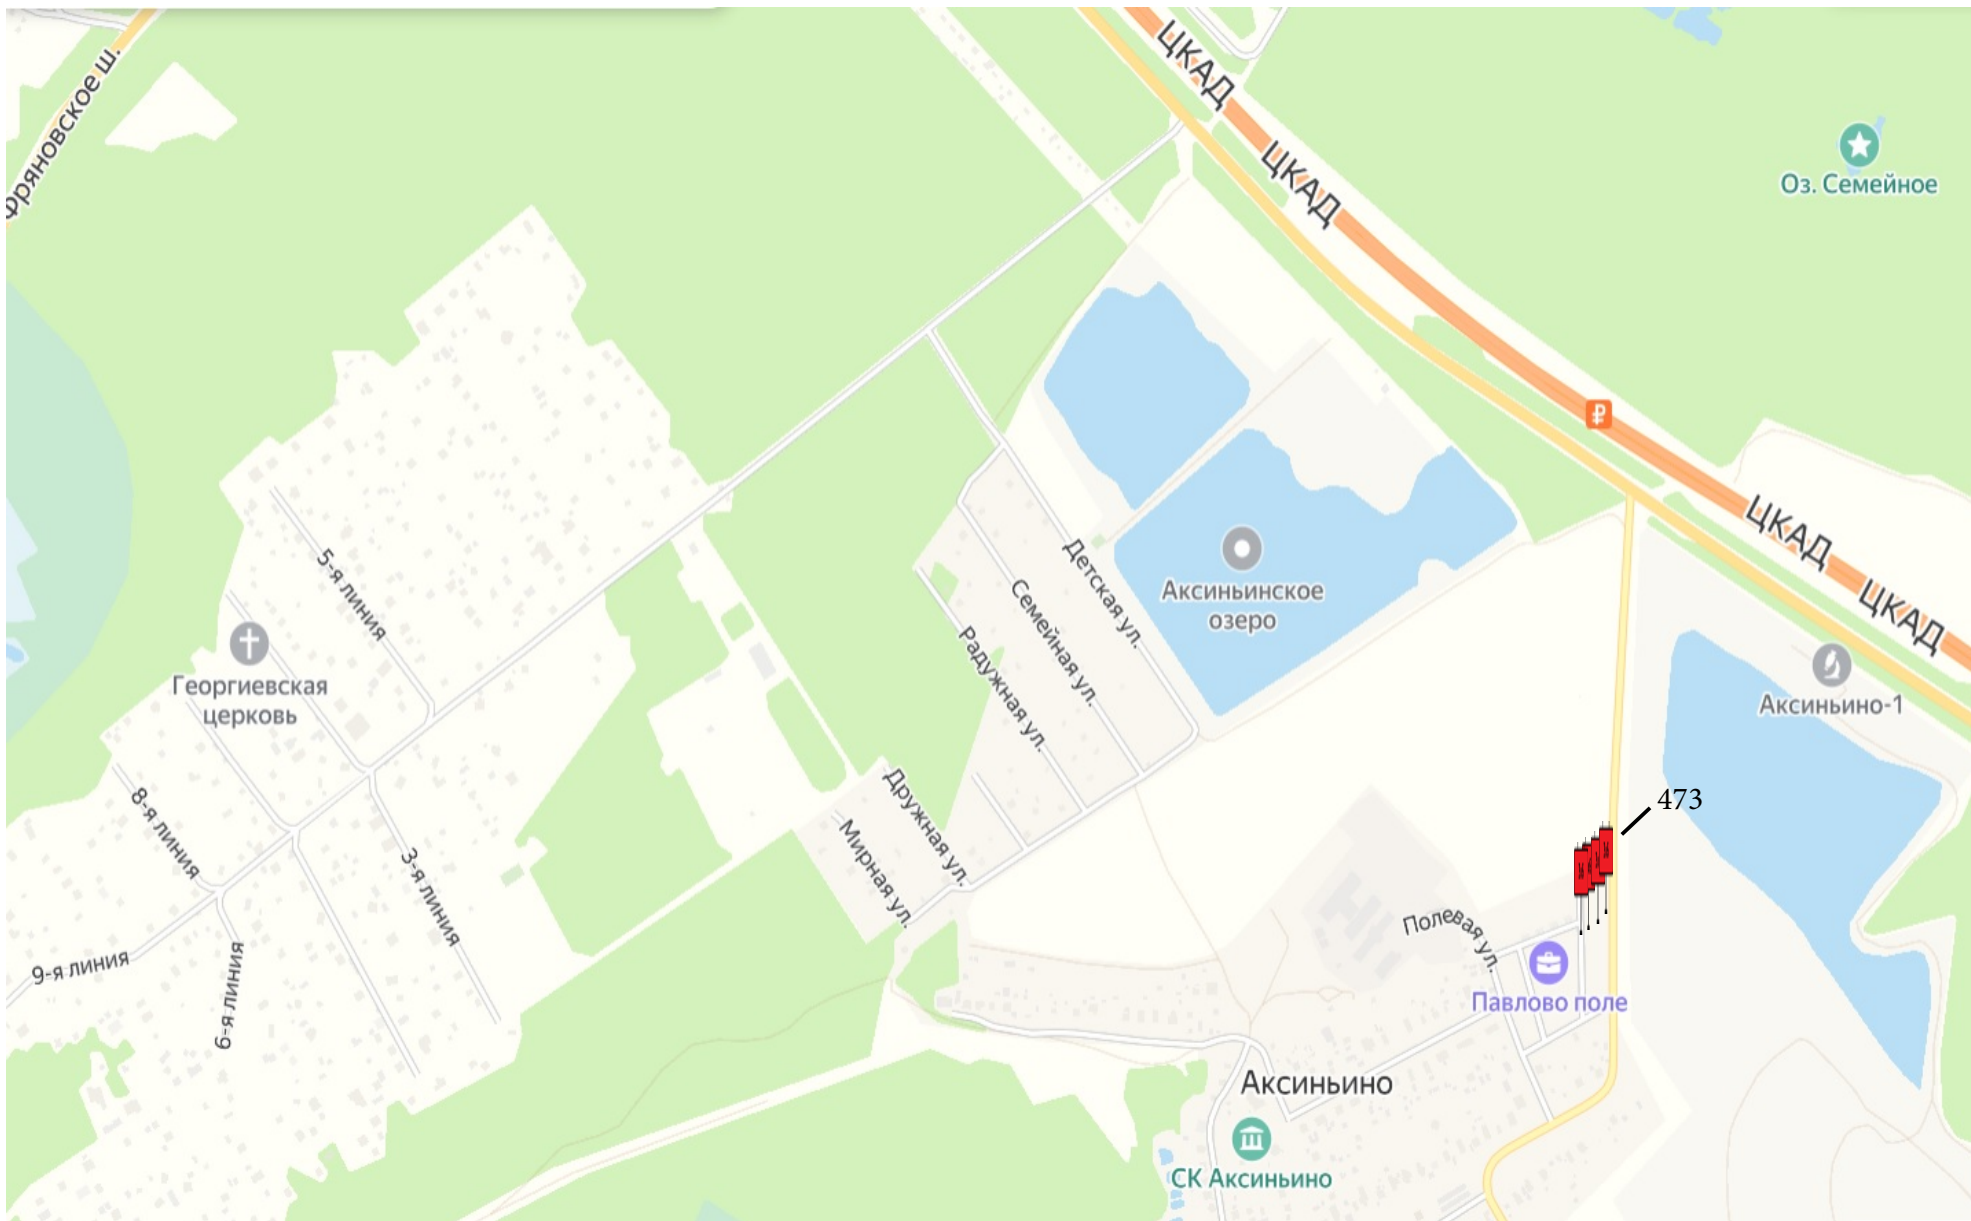 Фряновское ш.
ЦКАД
ЦКАД
Оз. Семейное
₽
ЦКАД
ЦКАД
5-я линия
Георгиевская
церковь
Детская ул.
Семейная ул.
Радужная ул.
Аксиньинское
озеро
Аксиньино-1
8-я линия
3-я линия
Дружная ул.
Мирная ул.
473
9-я линия
6-я линия
Полевая ул.
Павлово поле
Аксиньино
СК Аксиньино